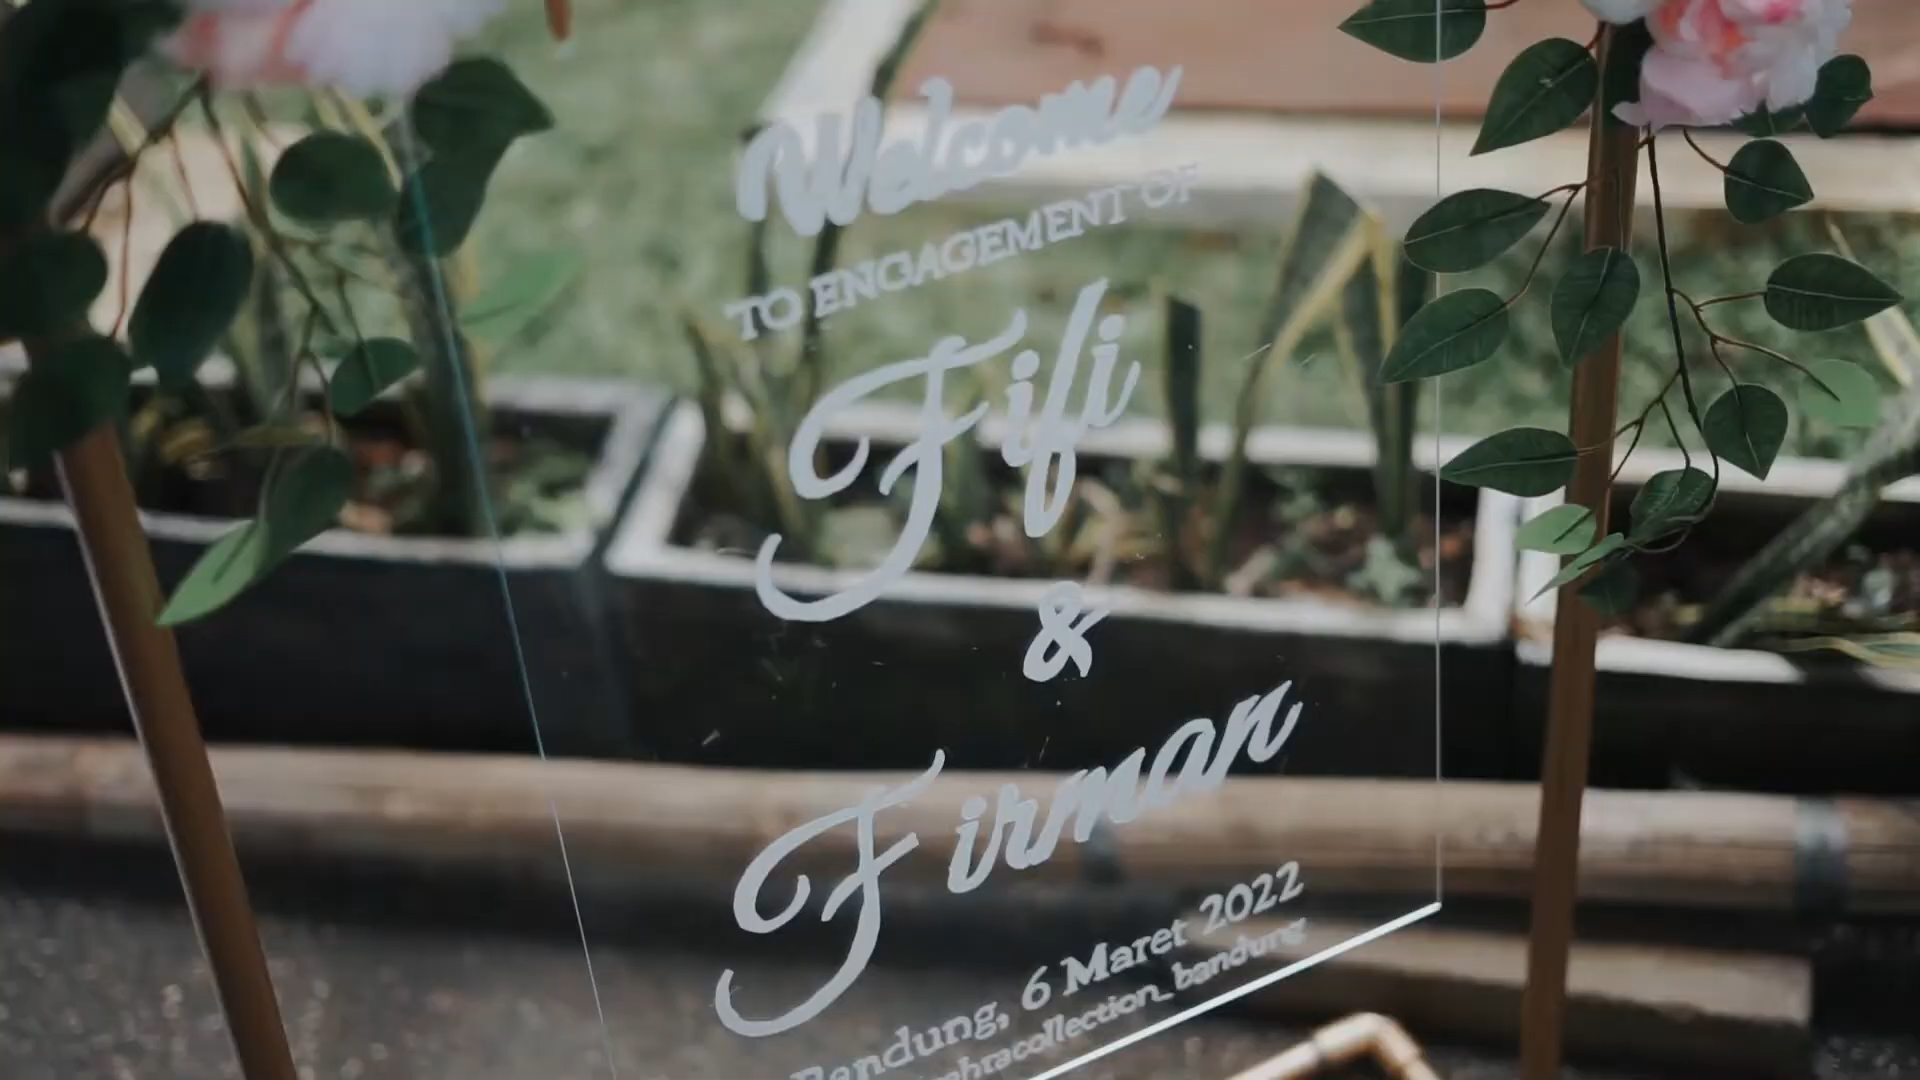 Welcome
TO ENGAGEMENT OF
Fifi
&
Firman
Bandung, 6 Maret 2022